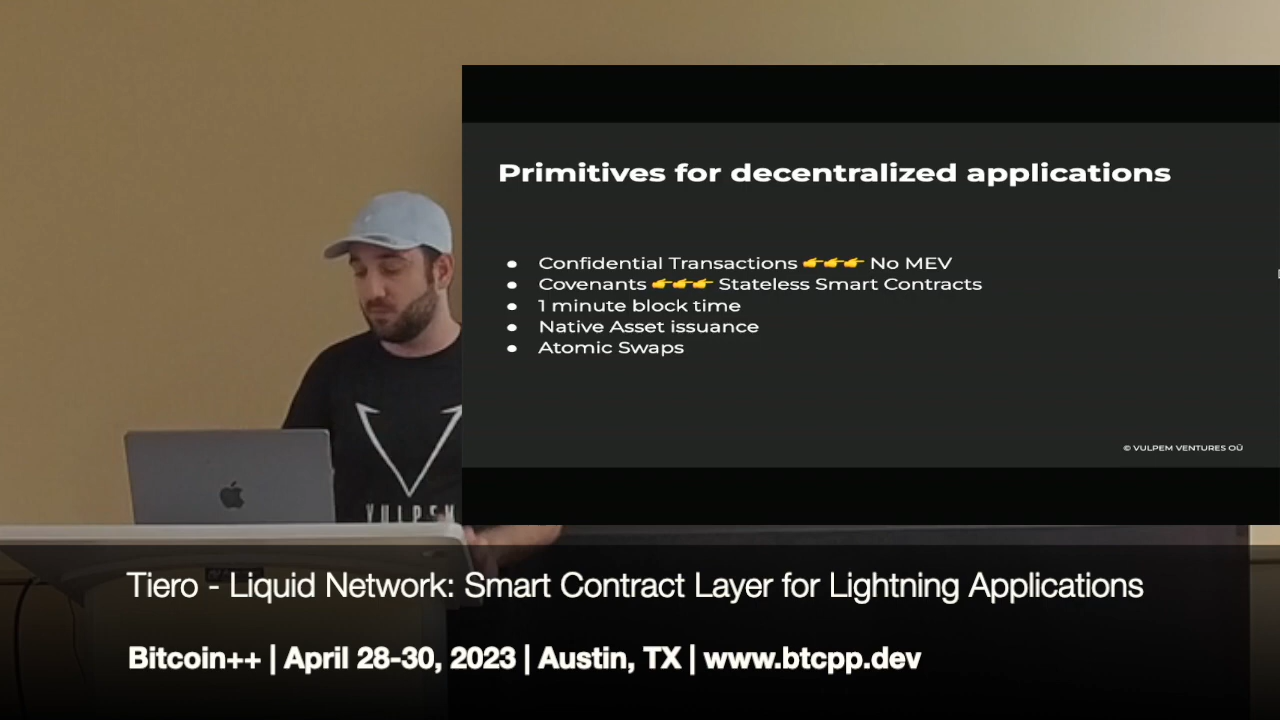 Primitives for decentralized applications
● Confidential Transactions 👉👉👉 No MEV
● Covenants 👉👉👉 Stateless Smart Contracts
● 1 minute block time
● Native Asset issuance
● Atomic Swaps
© VULPEM VENTURES OÜ
VULPEM
Tiero - Liquid Network: Smart Contract Layer for Lightning Applications
Bitcoin++ | April 28-30, 2023 | Austin, TX | www.btcpp.dev